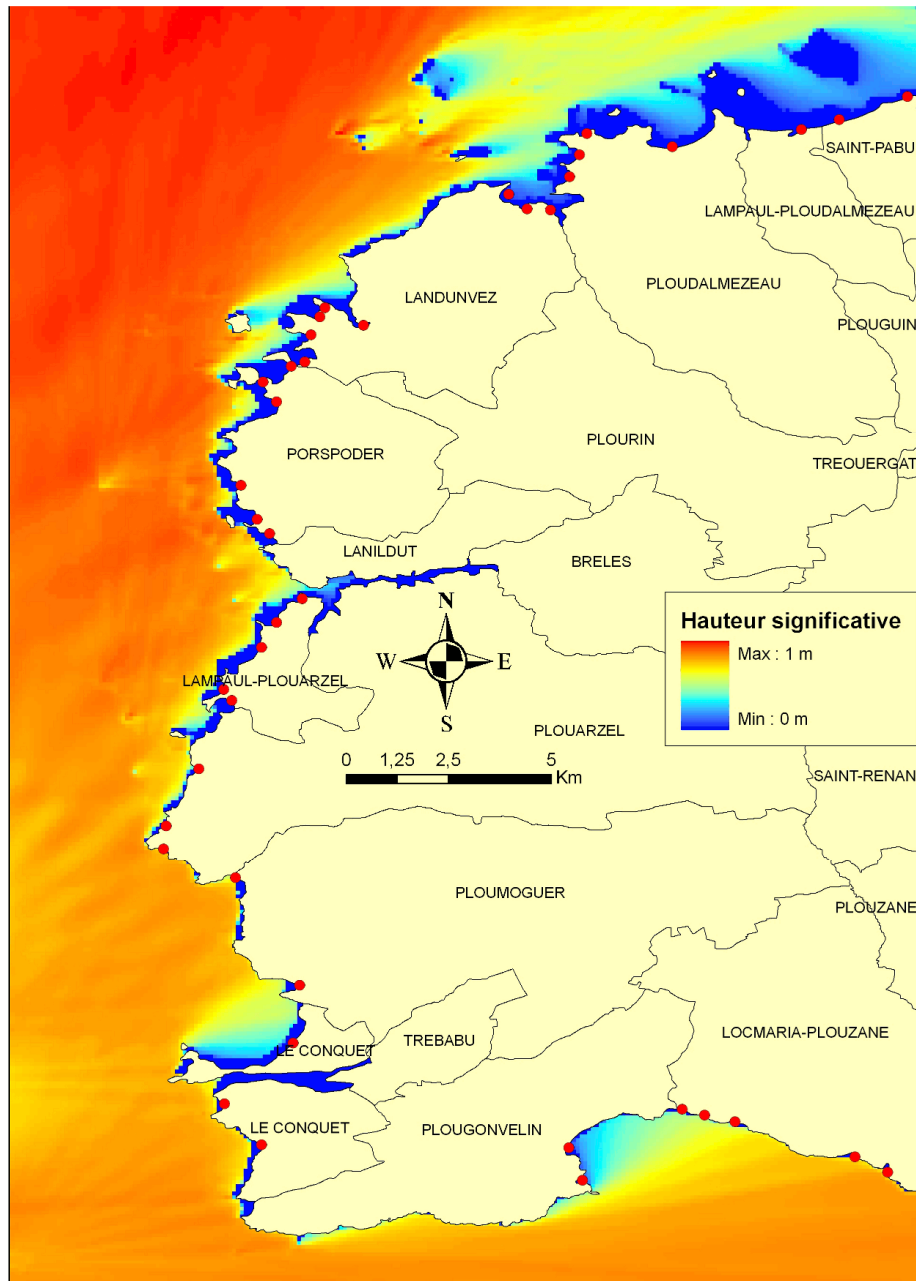 SAINT-PABU
LAMPAUL-PLOUDALMEZEAU
PLOUDALMEZEAU
LANDUNVEZ
PLOUGUIN
PLOURIN
PORSPODER
TREOUERGAT
LANILDUT
BRELES
N
W E
S
Hauteur significative
Max : 1 m
Min : 0 m
LAMPAUL-PLOUARZEL
PLOUARZEL
0 1,25 2,5 5
Km
SAINT-RENAN
PLOUMOGUER
PLOUZANE
LOCMARIA-PLOUZANE
TREBABU
LE CONQUET
LE CONQUET
PLOUGONVELIN